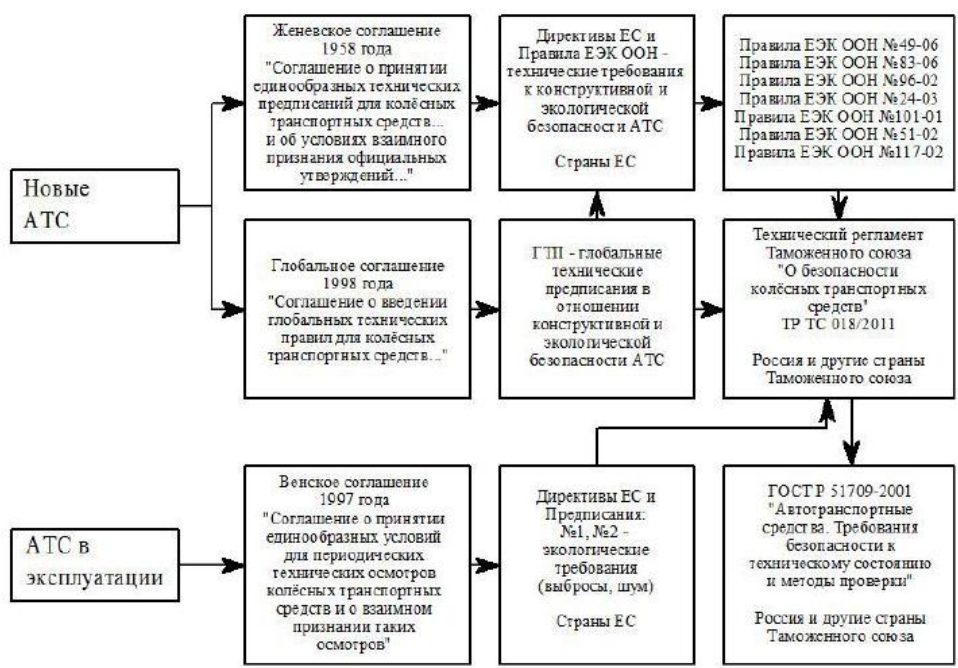 Новые
АТС
Женевское соглашение
1958 года
"Соглашение о принятии
единообразных технических
предписаний для колёсных
транспортных средств...
и об условиях взаимного
признания официальных
утверждений..."
Директивы ЕС и
Правила ЕЭК ООН -
технические требования
к конструктивной и
экологической
безопасности АТС
Страны ЕС
Правила ЕЭК ООН №49-06
Правила ЕЭК ООН №83-06
Правила ЕЭК ООН №96-02
Правила ЕЭК ООН №24-03
Правила ЕЭК ООН №101-01
Правила ЕЭК ООН №51-02
Правила ЕЭК ООН №117-02
Глобальное соглашение
1998 года
"Соглашение о введении
глобальных технических
правил для колёсных
транспортных средств..."
ГТП - глобальные
технические
предписания в
отношении
конструктивной и
экологической
безопасности АТС
Технический регламент
Таможенного союза
"О безопасности
колёсных транспортных
средств"
ТР ТС 018/2011
Россия и другие страны
Таможенного союза
АТС в
эксплуатации
Венское соглашение
1997 года
"Соглашение о принятии
единообразных условий
для периодических
технических осмотров
колёсных транспортных
средств и о взаимном
признании таких
осмотров"
Директивы ЕС и
Предписания:
№1, №2 -
экологические
требования
(выбросы, шум)
Страны ЕС
ГОСТ Р 51709-2001
"Автотранспортные
средства. Требования
безопасности к
техническому состоянию
и методы проверки"
Россия и другие страны
Таможенного союза